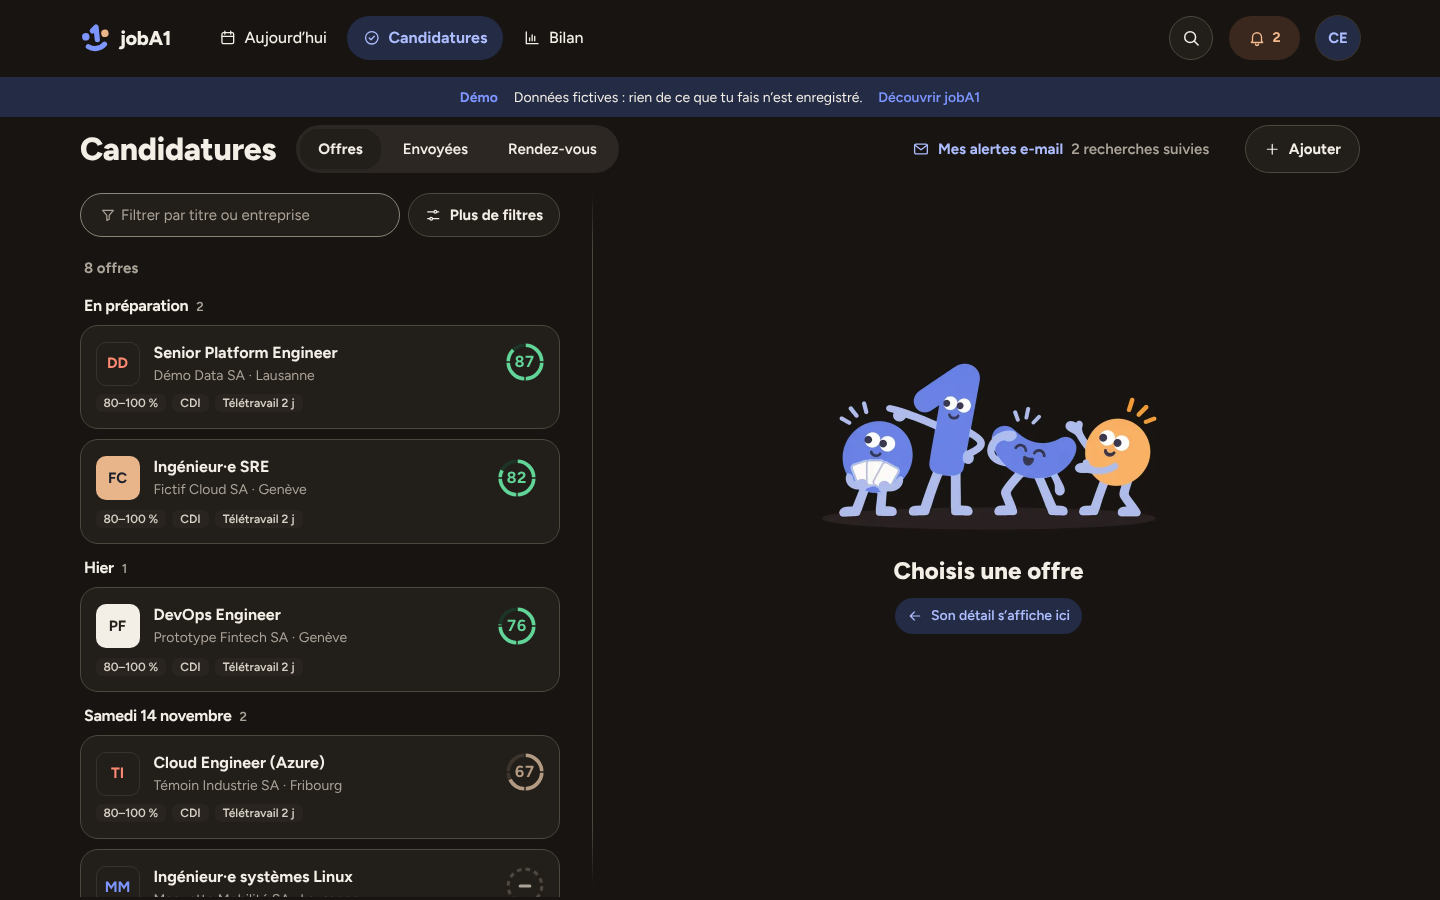 jobA1
Aujourd’hui
Candidatures
Bilan
2
CE
Démo Données fictives : rien de ce que tu fais n’est enregistré. Découvrir jobA1
Candidatures
Offres
Envoyées
Rendez-vous
Mes alertes e-mail 2 recherches suivies
Ajouter
Filtrer par titre ou entreprise
Plus de filtres
8 offres
En préparation 2
DD
Senior Platform Engineer
Démo Data SA · Lausanne
87
80–100 % CDI Télétravail 2 j
FC
Ingénieur·e SRE
Fictif Cloud SA · Genève
82
80–100 % CDI Télétravail 2 j
Hier 1
PF
DevOps Engineer
Prototype Fintech SA · Genève
76
80–100 % CDI Télétravail 2 j
Samedi 14 novembre 2
TI
Cloud Engineer (Azure)
Témoin Industrie SA · Fribourg
67
80–100 % CDI Télétravail 2 j
MM
Ingénieur·e systèmes Linux
Choisis une offre
Son détail s’affiche ici